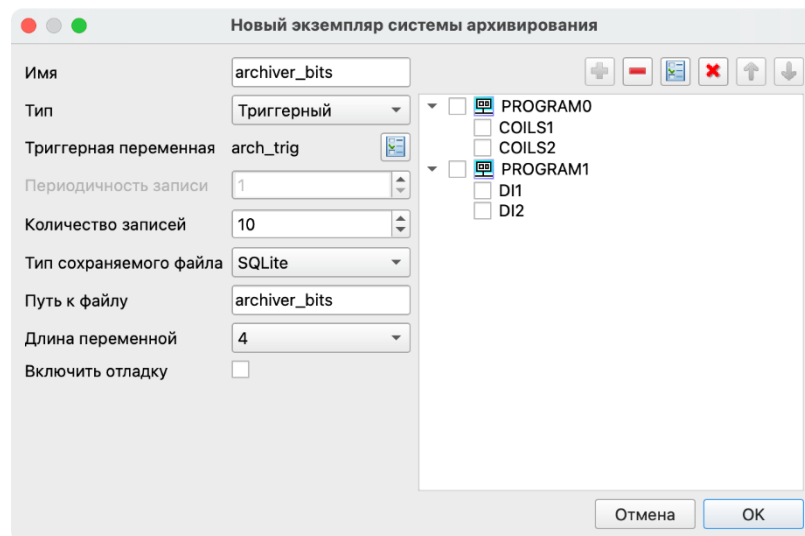 Новый экземпляр системы архивирования
Имя
archiver_bits
Тип
Триггерный
Триггерная переменная
arch_trig
Периодичность записи
1
Количество записей
10
Тип сохраняемого файла
SQLite
Путь к файлу
archiver_bits
Длина переменной
4
Включить отладку
PROGRAM0
COILS1
COILS2
PROGRAM1
DI1
DI2
Отмена
OK